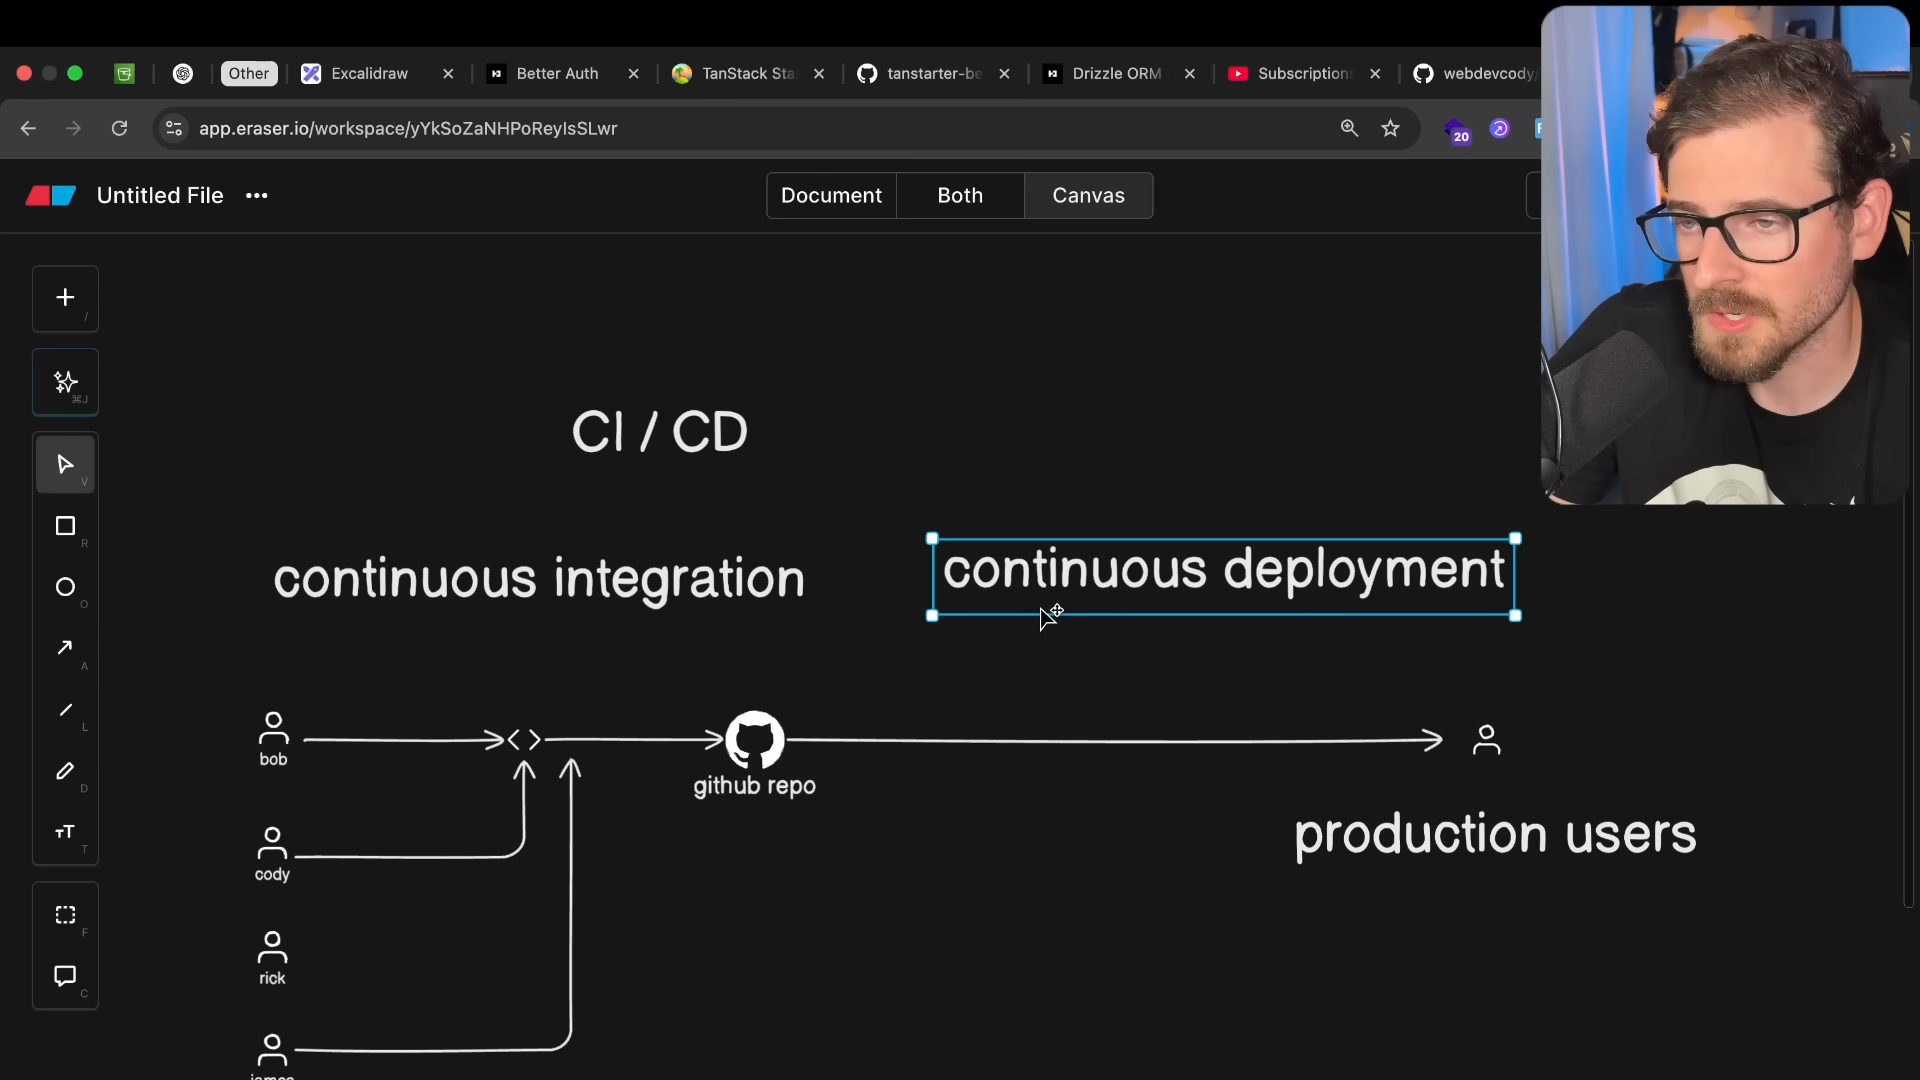 Other
Excalidraw
Better Auth
TanStack Sta
tanstarter-be
Drizzle ORM
Subscription
webdevcody/
app.eraser.io/workspace/yYkSoZaNHPoReyIsSLwr
20
Untitled File
Document
Both
Canvas
/
⌘J
V
R
O
A
L
D
T
F
C
CI / CD
continuous integration
continuous deployment
bob
github repo
cody
production users
rick